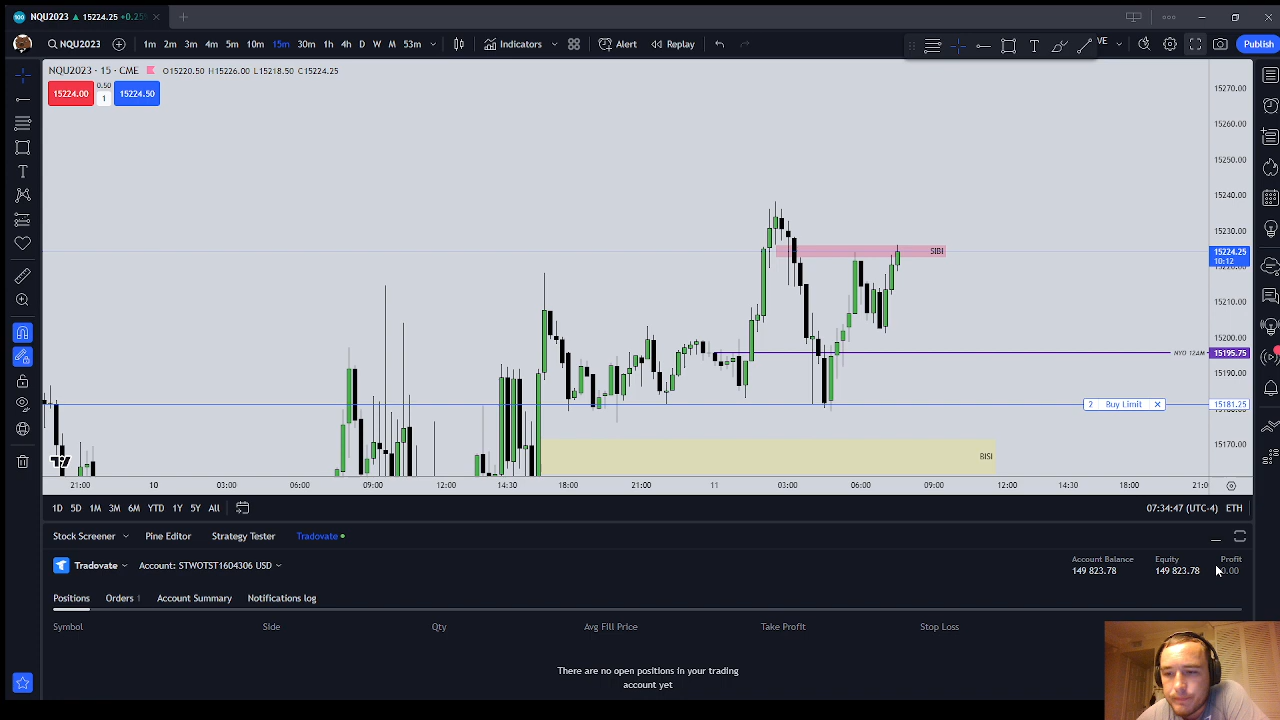 NQU2023 ▲ 15224.25 +0.25%
NQU2023 1m 2m 3m 4m 5m 10m 15m 30m 1h 4h D W M 53m Indicators Alert Replay VE Publish
NQU2023 · 15 · CME O15220.50 H15226.00 L15218.50 C15224.25
15224.00 0.50 1 15224.50
15270.00
15260.00
15250.00
15240.00
15230.00
SIBI 15224.25
10:12
15210.00
15200.00
NYO 12AM 15195.75
15190.00
2 Buy Limit 15181.25
15170.00
BISI
21:00 10 03:00 06:00 09:00 12:00 14:30 18:00 21:00 11 03:00 06:00 09:00 12:00 14:30 18:00
1D 5D 1M 3M 6M YTD 1Y 5Y All 07:34:47 (UTC-4) ETH
Stock Screener Pine Editor Strategy Tester Tradovate
Tradovate Account: STWOTST1604306 USD
Account Balance Equity Profit
149 823.78 149 823.78 0.00
Positions Orders 1 Account Summary Notifications log
Symbol Side Qty Avg Fill Price Take Profit Stop Loss
There are no open positions in your trading
account yet